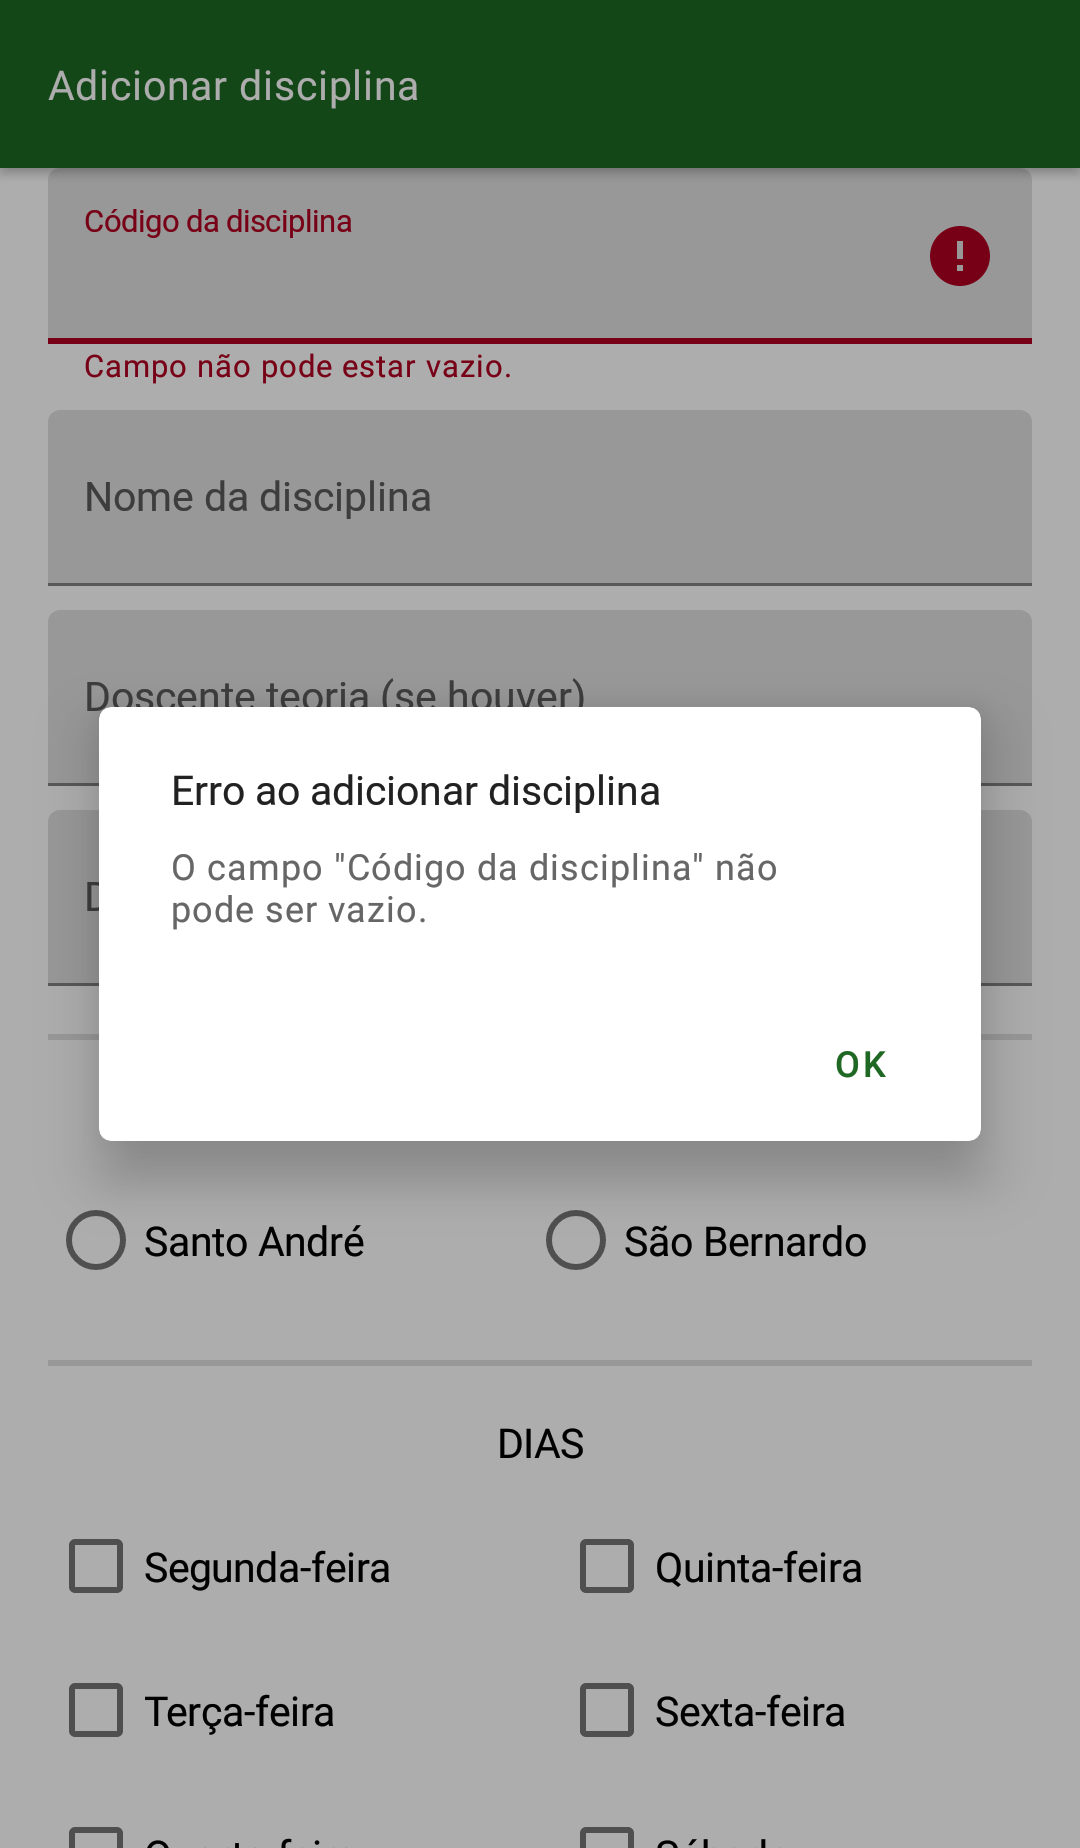 Adicionar disciplina
Código da disciplina
Campo não pode estar vazio.
Nome da disciplina
Doscente teoria (se houver)
Erro ao adicionar disciplina
O campo "Código da disciplina" não
pode ser vazio.
OK
Santo André
São Bernardo
DIAS
Segunda-feira
Quinta-feira
Terça-feira
Sexta-feira